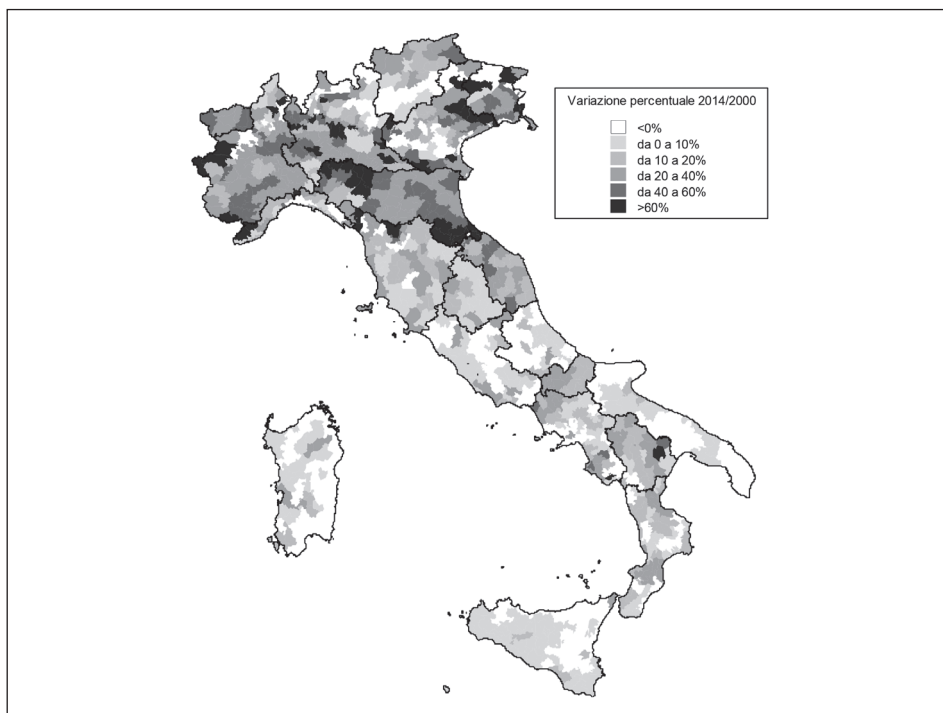 Variazione percentuale 2014/2000
<0%
da 0 a 10%
da 10 a 20%
da 20 a 40%
da 40 a 60%
>60%